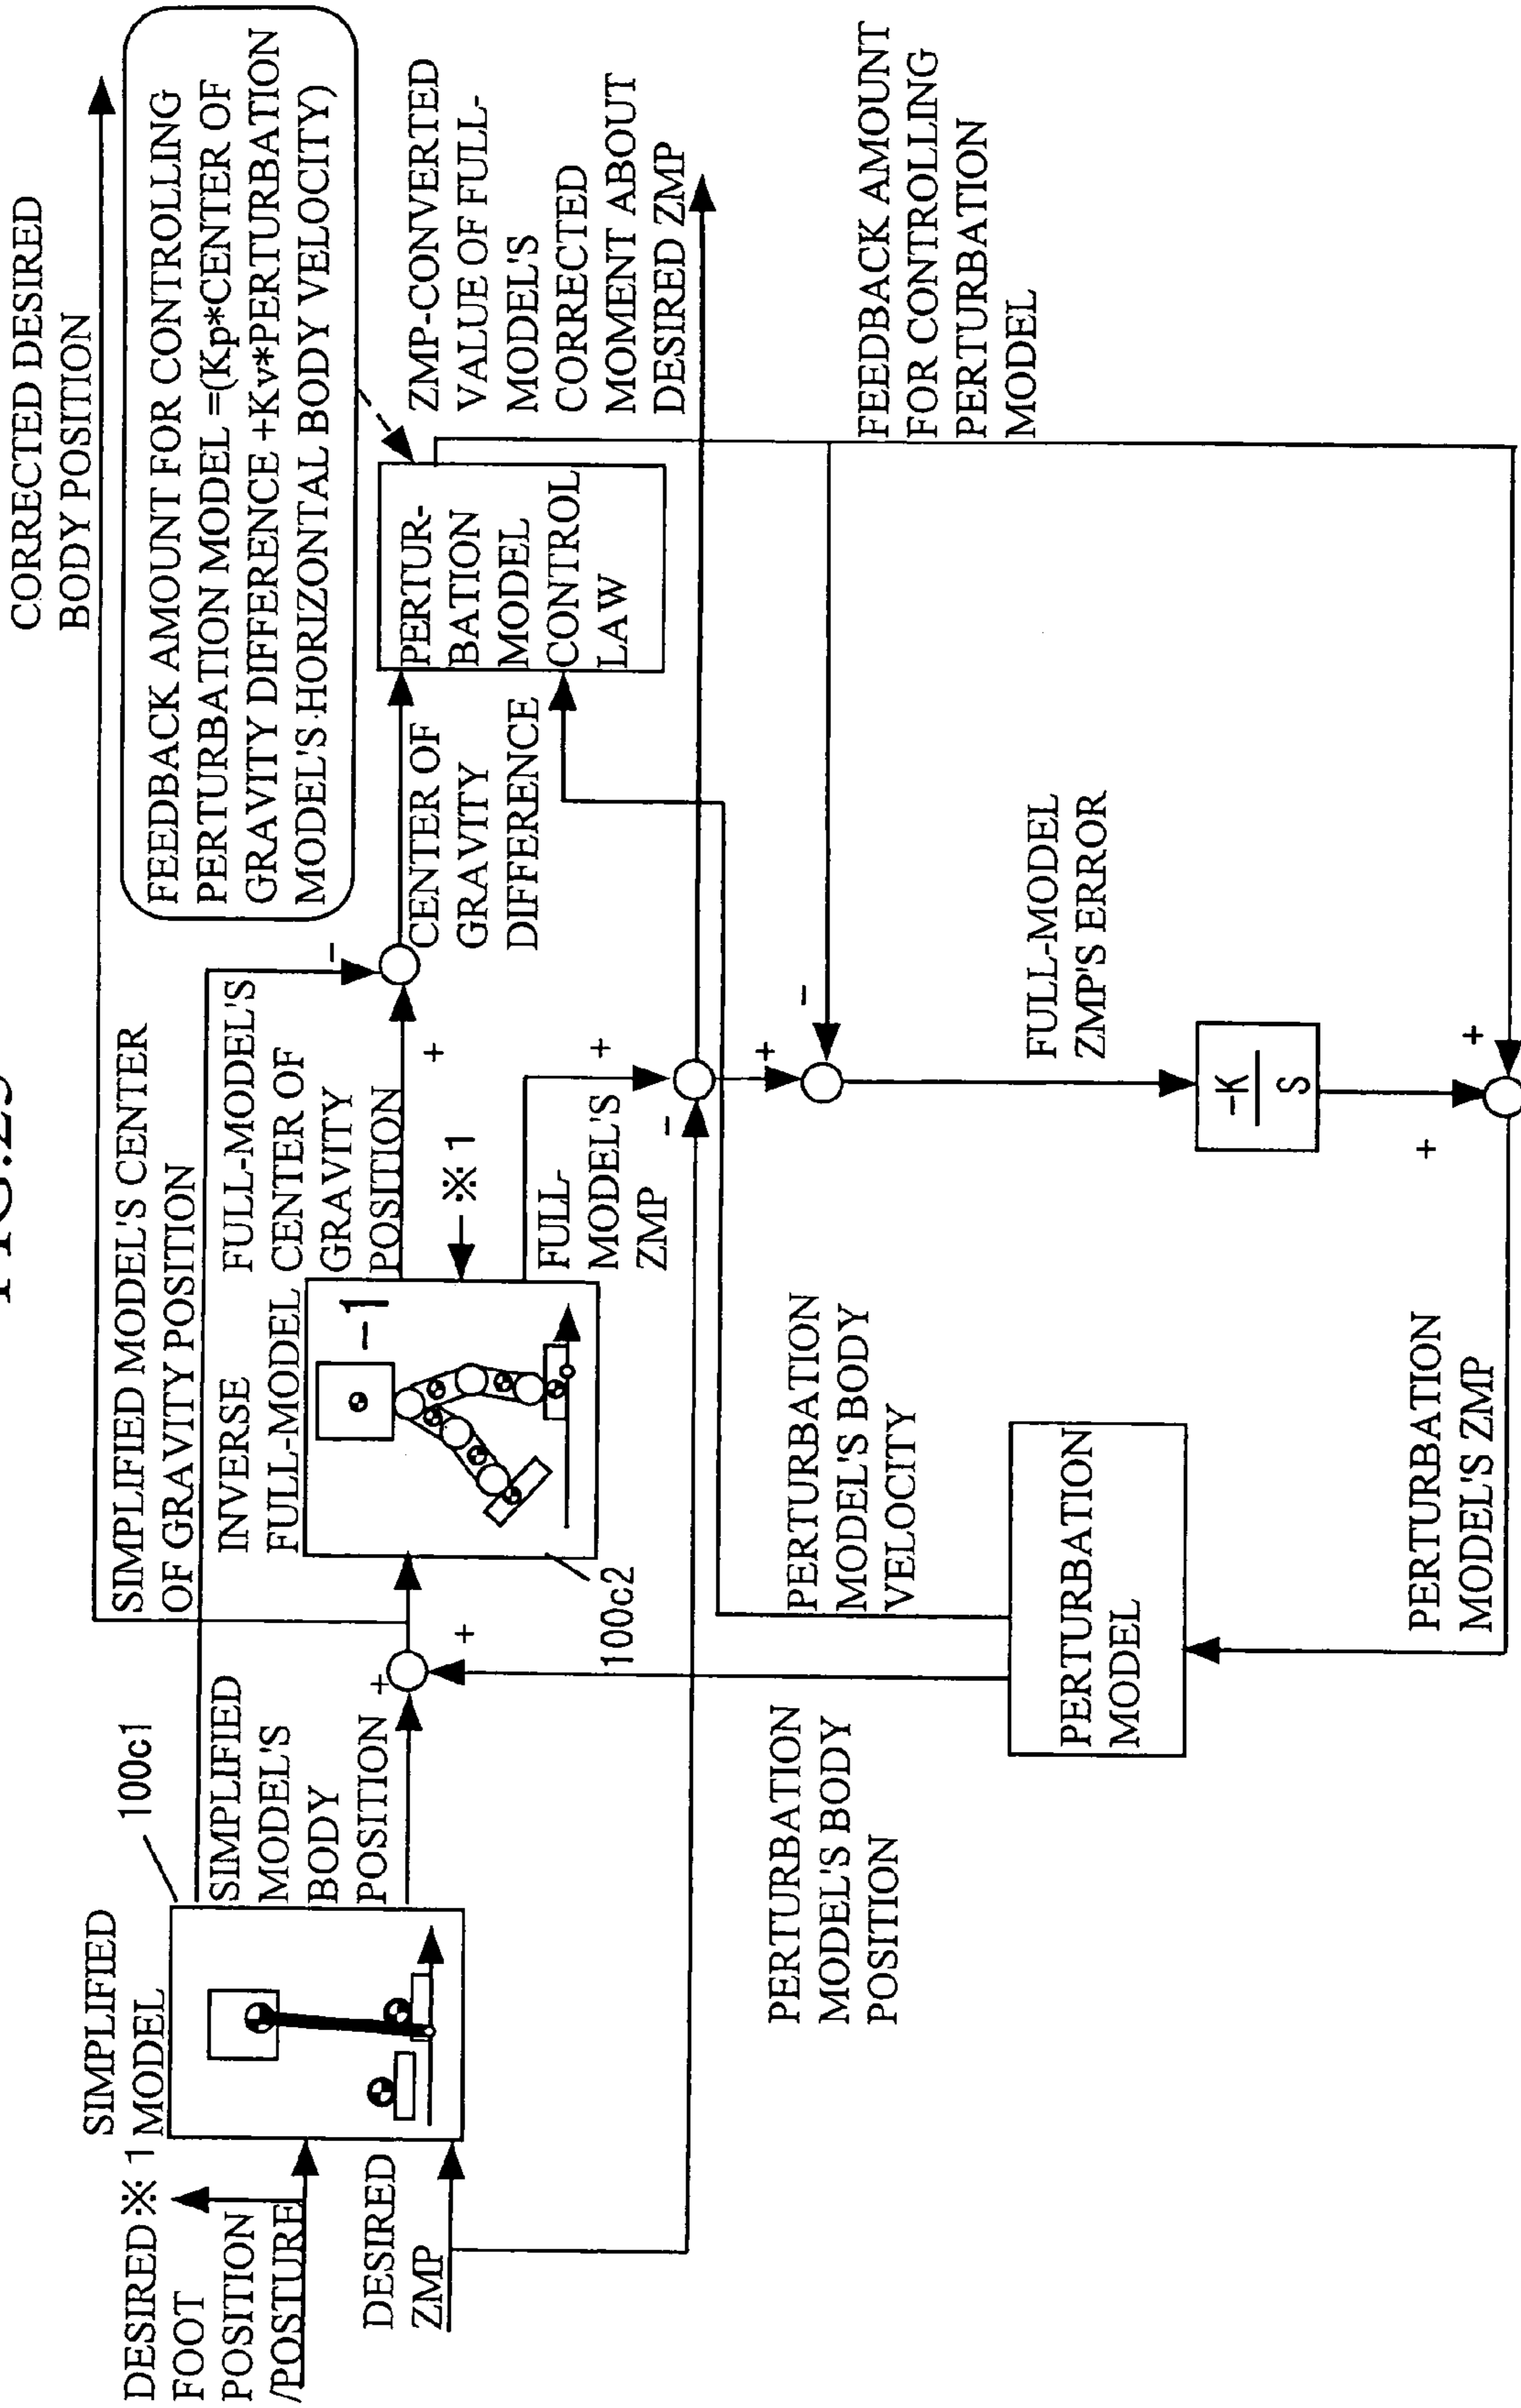 CORRECTED DESIRED
BODY POSITION
FEEDBACK AMOUNT FOR CONTROLLING
PERTURBATION MODEL =(Kp*CENTER OF
GRAVITY DIFFERENCE +Kv*PERTURBATION
MODEL'S HORIZONTAL BODY VELOCITY)
SIMPLIFIED MODEL'S CENTER
OF GRAVITY POSITION
100c1
SIMPLIFIED
MODEL
DESIRED ※1
FOOT
POSITION
/POSTURE
DESIRED
ZMP
SIMPLIFIED
MODEL'S
BODY
POSITION
+
+
INVERSE
FULL-MODEL
-1
100c2
FULL-MODEL'S
CENTER OF
GRAVITY
POSITION
+
-
※1
FULL-
MODEL'S
ZMP
+
-
CENTER OF
GRAVITY
DIFFERENCE
PERTUR-
BATION
MODEL
CONTROL
LAW
ZMP-CONVERTED
VALUE OF FULL-
MODEL'S
CORRECTED
MOMENT ABOUT
DESIRED ZMP
FEEDBACK AMOUNT
FOR CONTROLLING
PERTURBATION
MODEL
+
-
FULL-MODEL
ZMP'S ERROR
-K
S
+
+
PERTURBATION
MODEL'S BODY
VELOCITY
PERTURBATION
MODEL'S BODY
POSITION
PERTURBATION
MODEL
PERTURBATION
MODEL'S ZMP